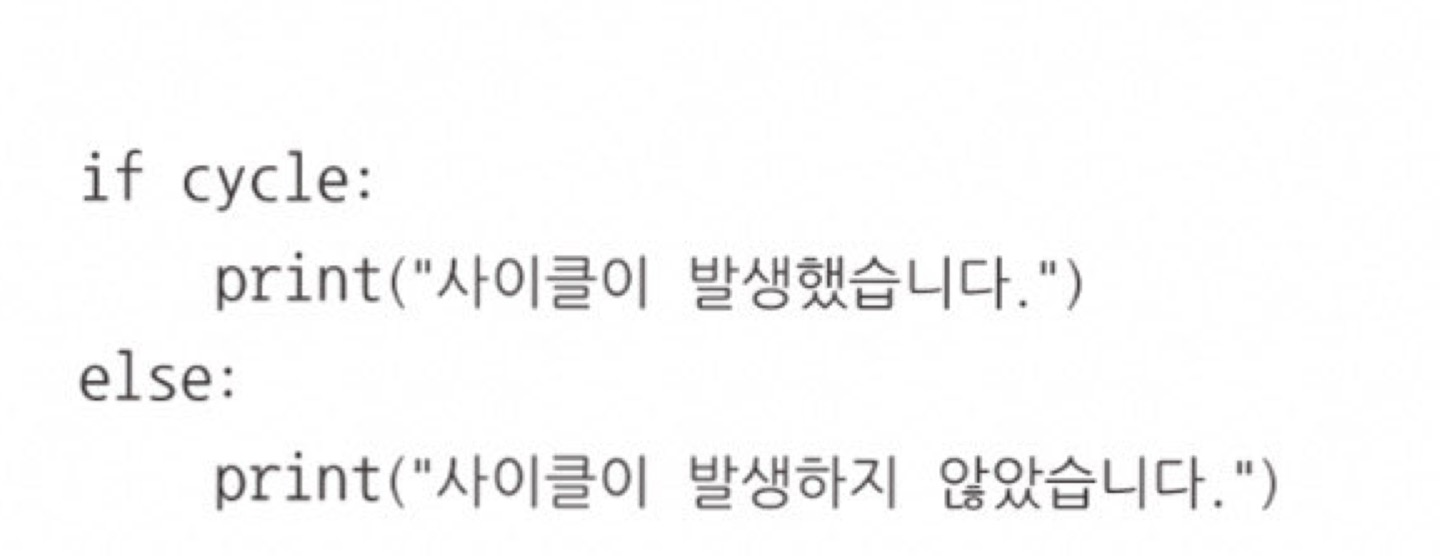 if cycle:
    print("사이클이 발생했습니다.")
else:
    print("사이클이 발생하지 않았습니다.")